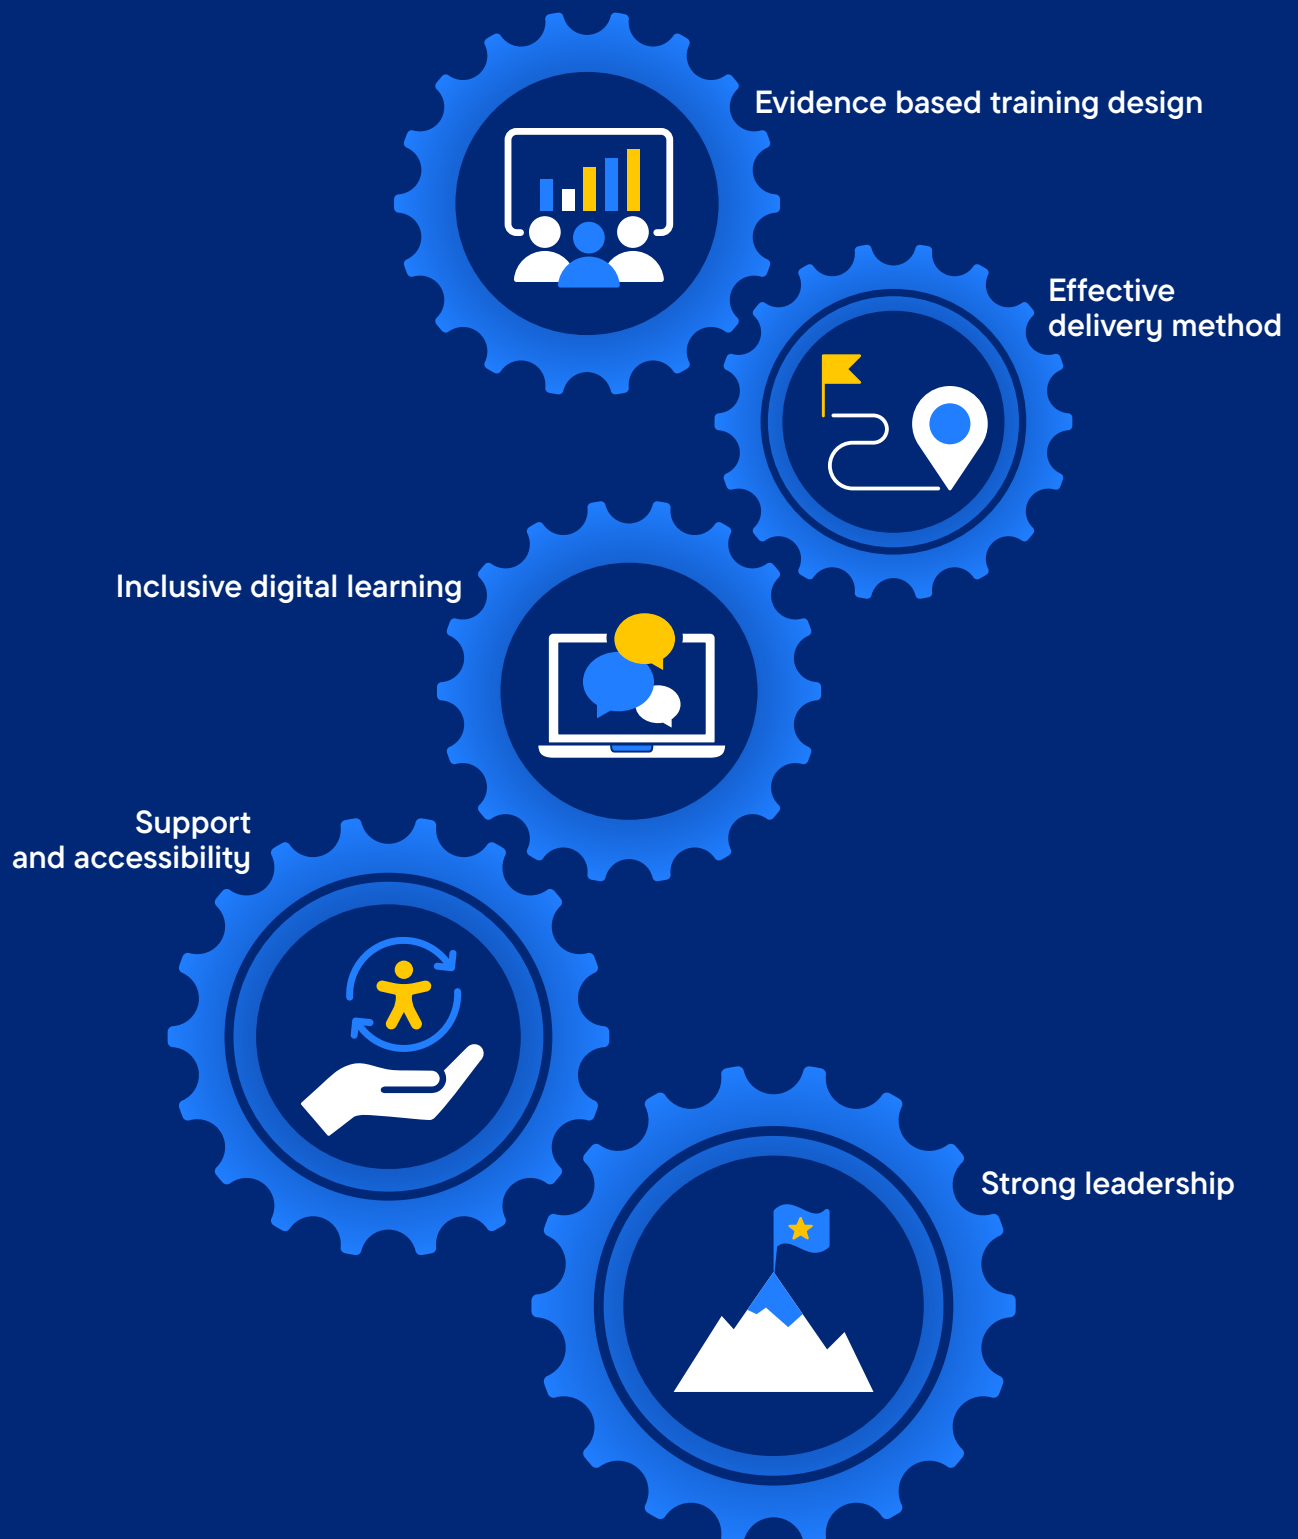 Evidence based training design
Effective
delivery method
Inclusive digital learning
Support
and accessibility
Strong leadership